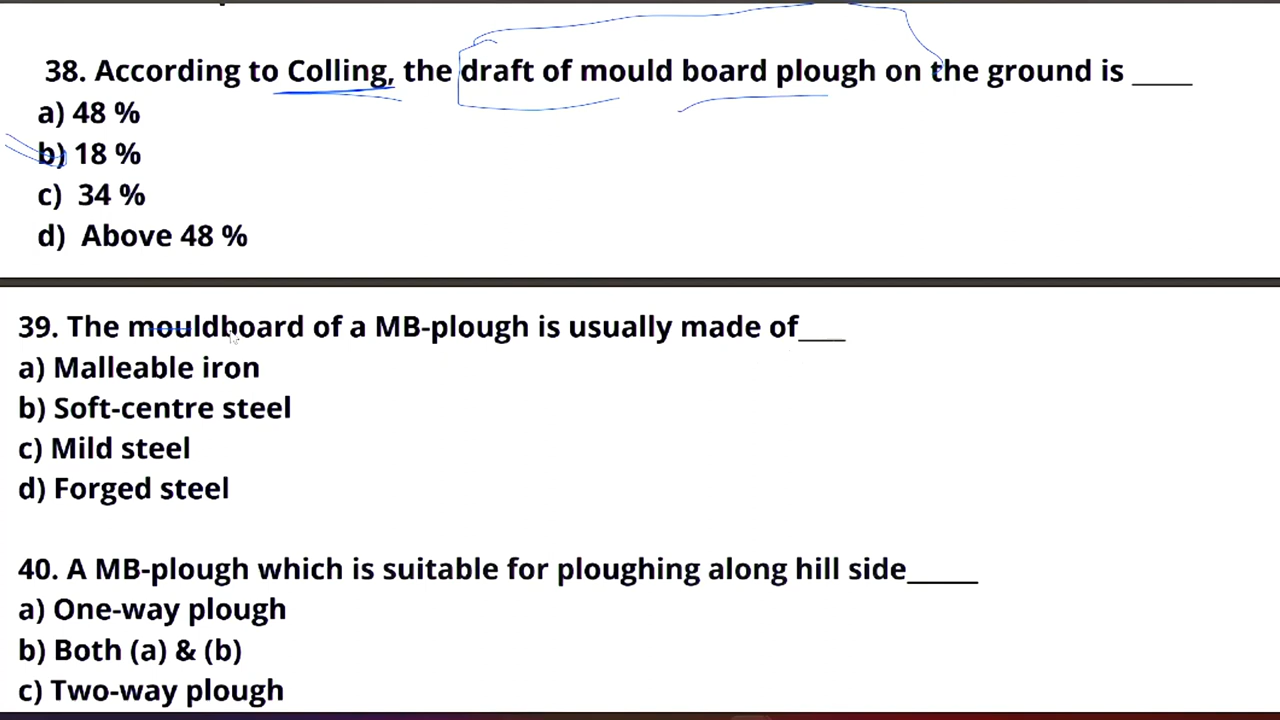 38. According to Colling, the draft of mould board plough on the ground is _____
a) 48 %
b) 18 %
c) 34 %
d) Above 48 %
39. The mouldboard of a MB-plough is usually made of____
a) Malleable iron
b) Soft-centre steel
c) Mild steel
d) Forged steel
40. A MB-plough which is suitable for ploughing along hill side_____
a) One-way plough
b) Both (a) & (b)
c) Two-way plough